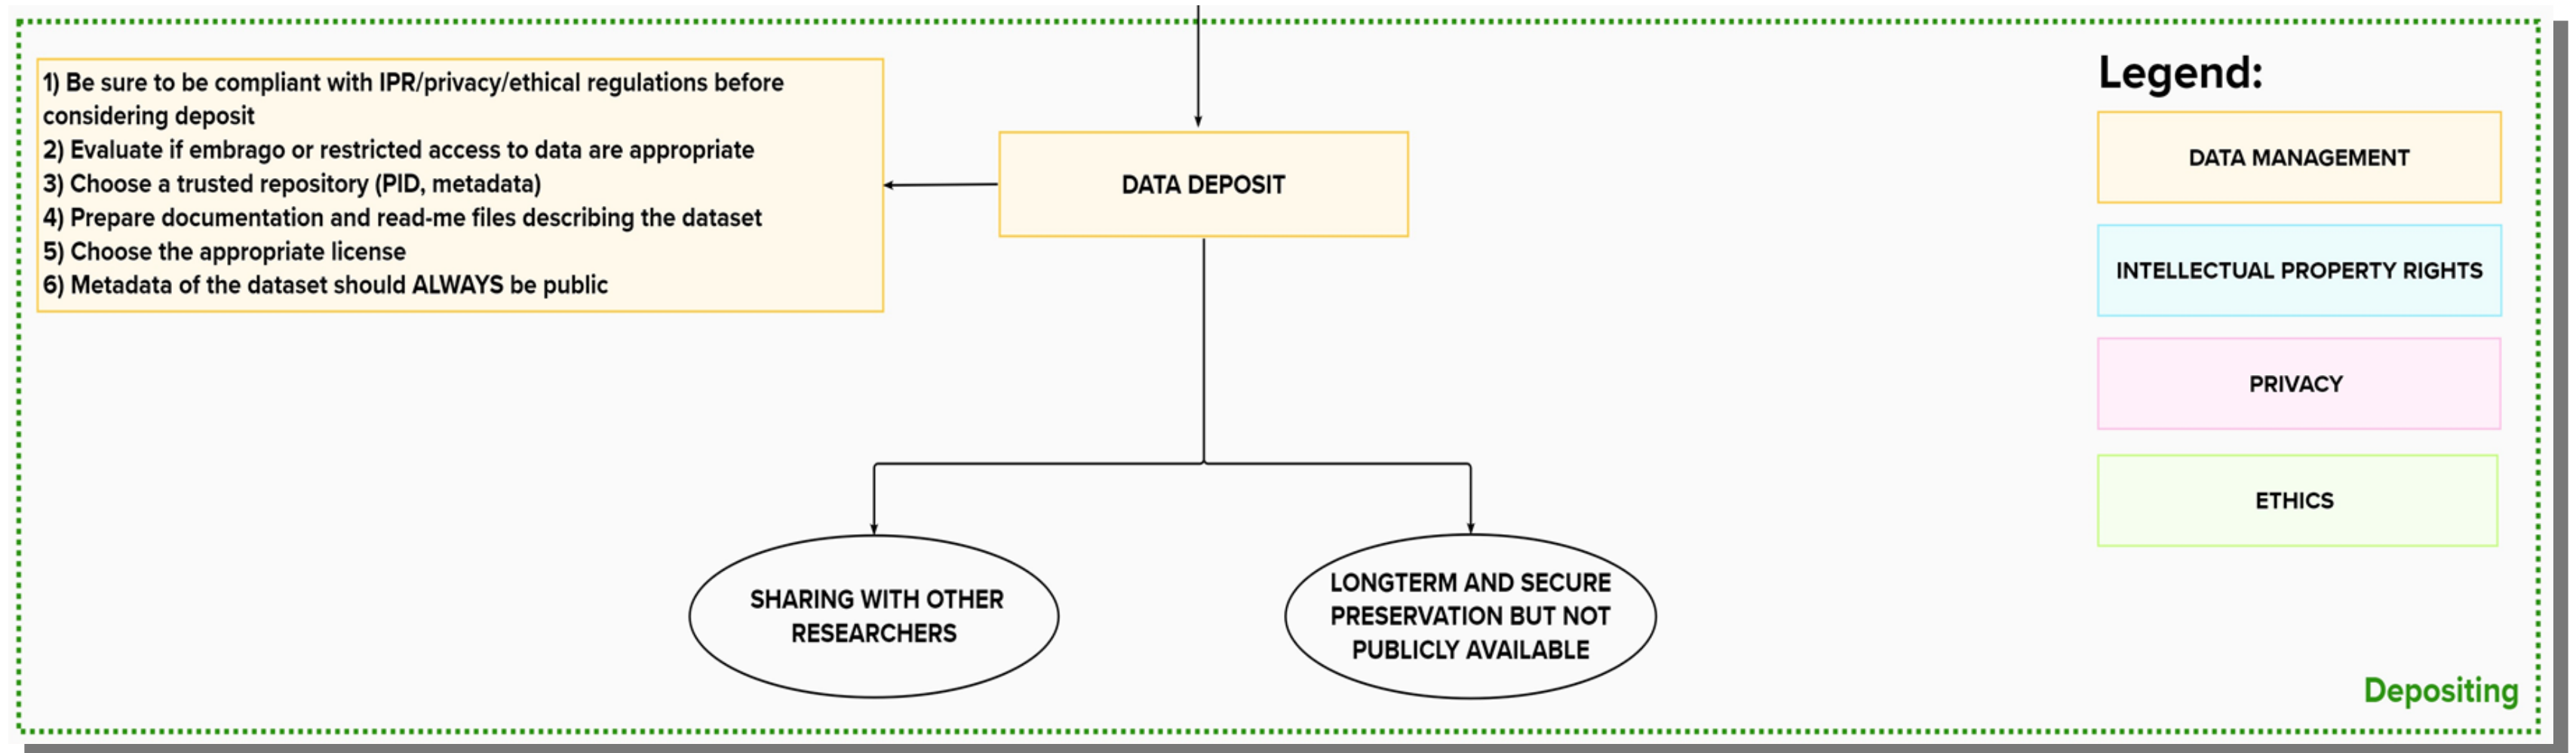 1) Be sure to be compliant with IPR/privacy/ethical regulations before
considering deposit
2) Evaluate if embrago or restricted access to data are appropriate
3) Choose a trusted repository (PID, metadata)
4) Prepare documentation and read-me files describing the dataset
5) Choose the appropriate license
6) Metadata of the dataset should ALWAYS be public
DATA DEPOSIT
SHARING WITH OTHER
RESEARCHERS
LONGTERM AND SECURE
PRESERVATION BUT NOT
PUBLICLY AVAILABLE
Legend:
DATA MANAGEMENT
INTELLECTUAL PROPERTY RIGHTS
PRIVACY
ETHICS
Depositing